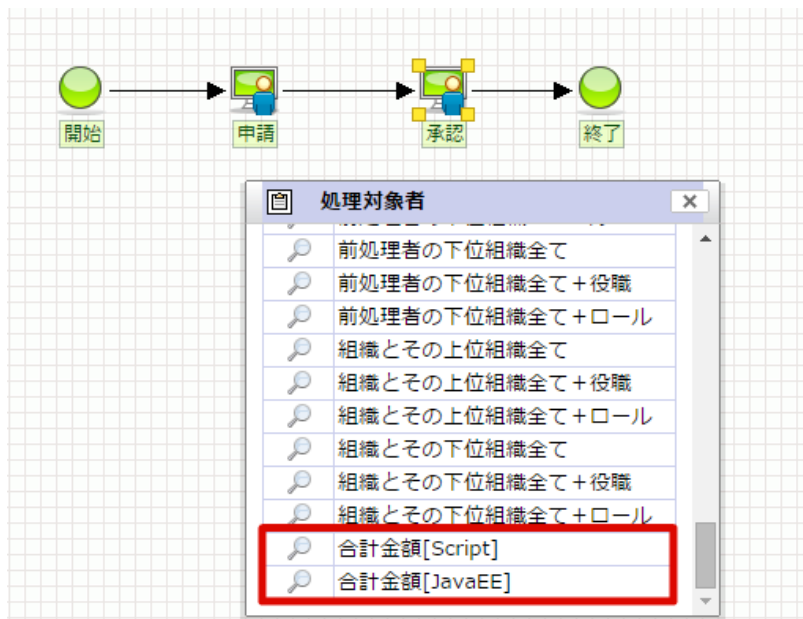 開始
申請
承認
終了
処理対象者
前処理者の下位組織全て
前処理者の下位組織全て+役職
前処理者の下位組織全て+ロール
組織とその上位組織全て
組織とその上位組織全て+役職
組織とその上位組織全て+ロール
組織とその下位組織全て
組織とその下位組織全て+役職
組織とその下位組織全て+ロール
合計金額[Script]
合計金額[JavaEE]